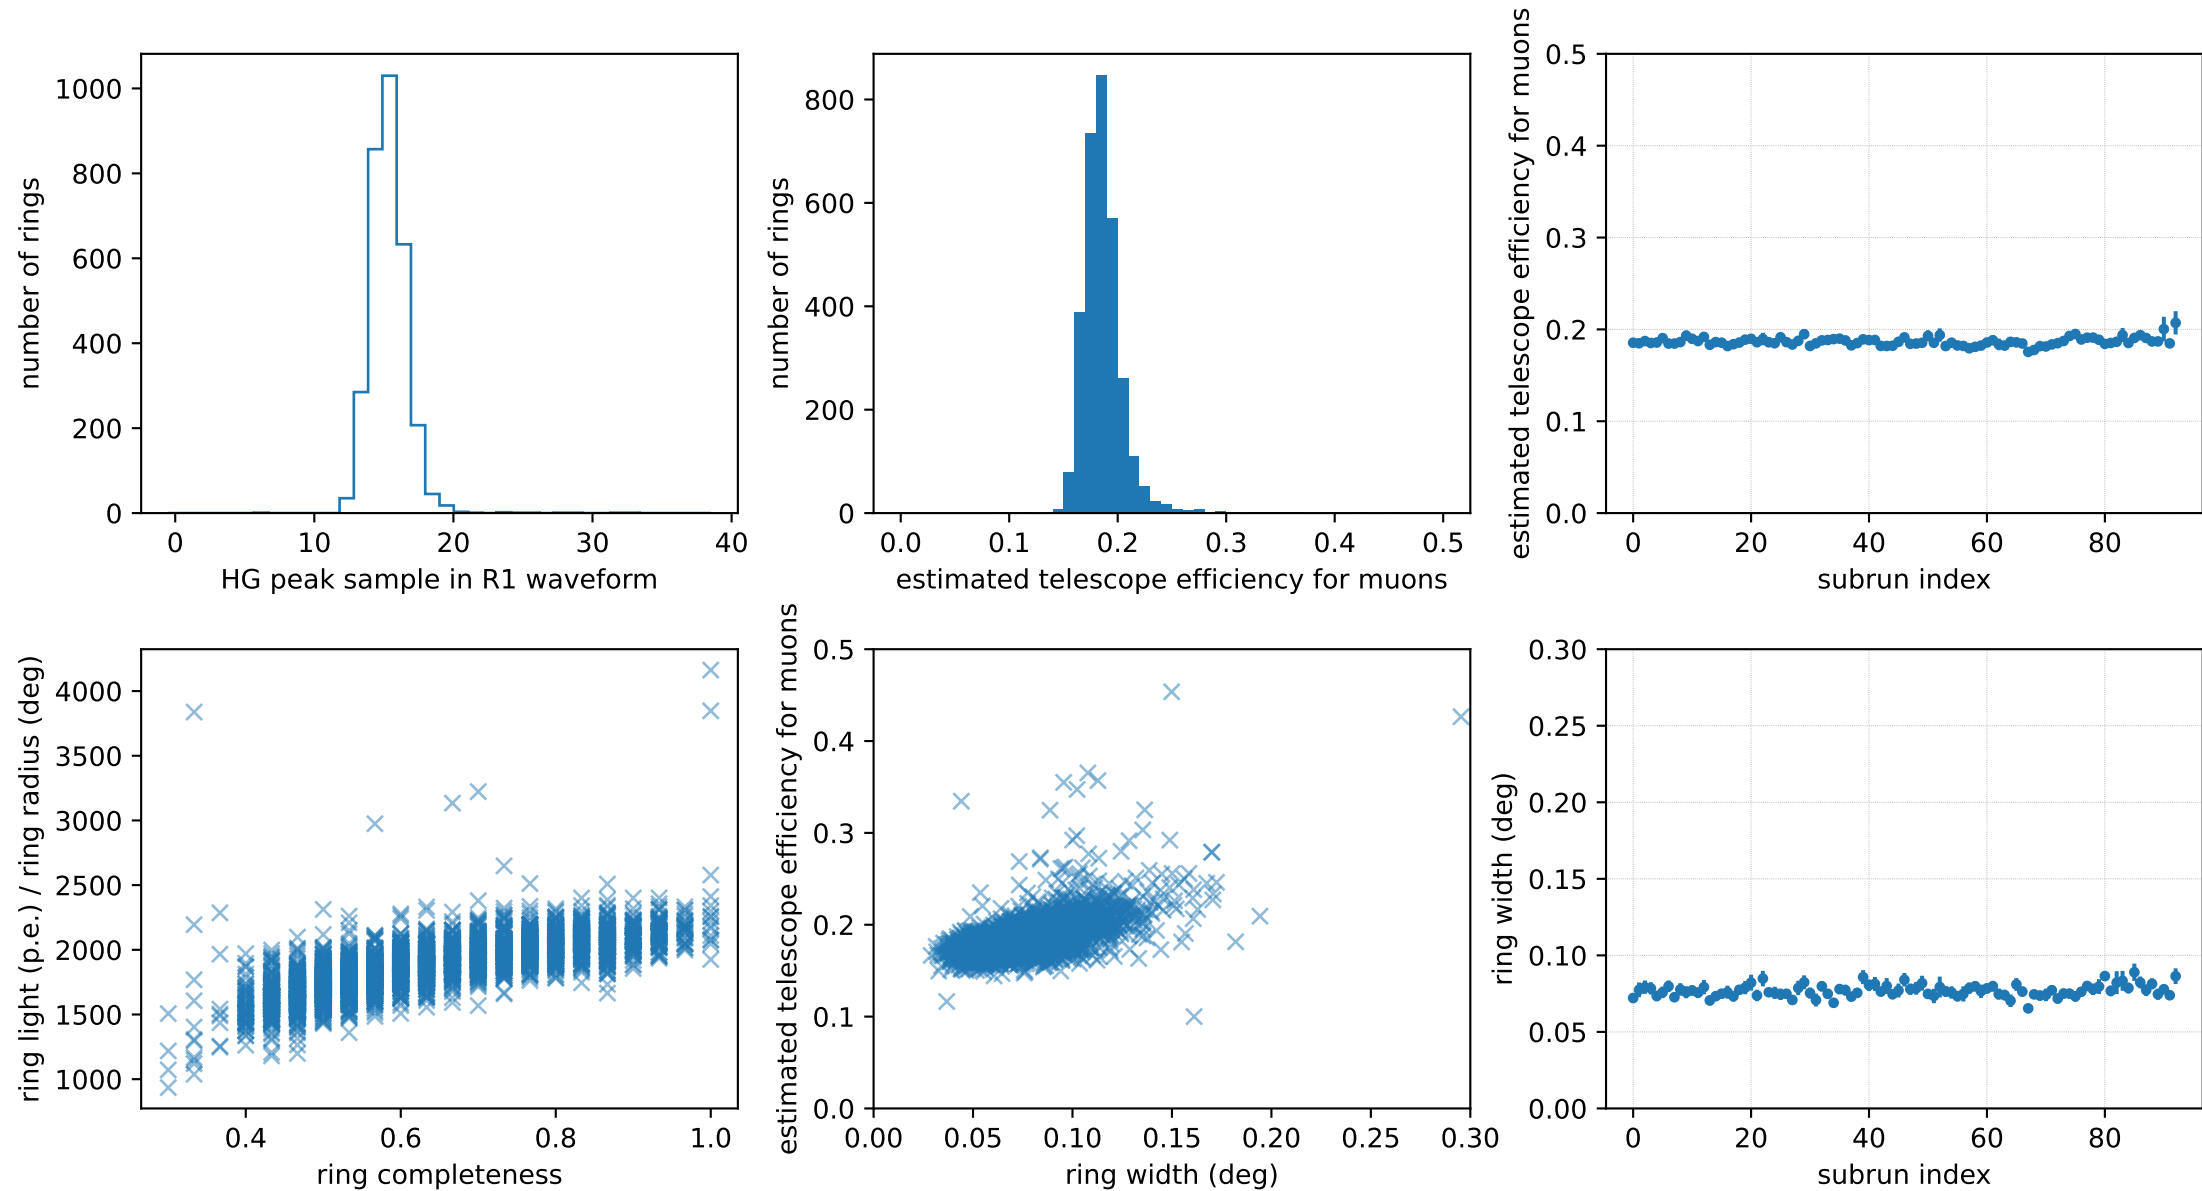 number of rings
1000
800
600
400
200
0
0 10 20 30 40
HG peak sample in R1 waveform
number of rings
800
600
400
200
0
0.0 0.1 0.2 0.3 0.4 0.5
estimated telescope efficiency for muons
estimated telescope efficiency for muons
0.5
0.4
0.3
0.2
0.1
0.0
0 20 40 60 80
subrun index
ring light (p.e.) / ring radius (deg)
4000
3500
3000
2500
2000
1500
1000
0.4 0.6 0.8 1.0
ring completeness
estimated telescope efficiency for muons
0.5
0.4
0.3
0.2
0.1
0.0
0.00 0.05 0.10 0.15 0.20 0.25 0.30
ring width (deg)
ring width (deg)
0.30
0.25
0.20
0.15
0.10
0.05
0.00
0 20 40 60 80
subrun index